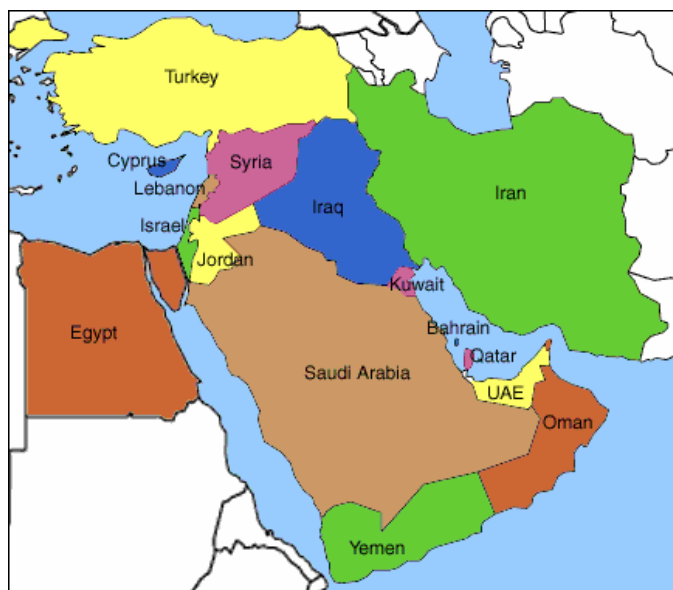 Turkey
Cyprus
Syria
Lebanon
Iran
Iraq
Israel
Jordan
Kuwait
Egypt
Bahrain
Qatar
Saudi Arabia
UAE
Oman
Yemen